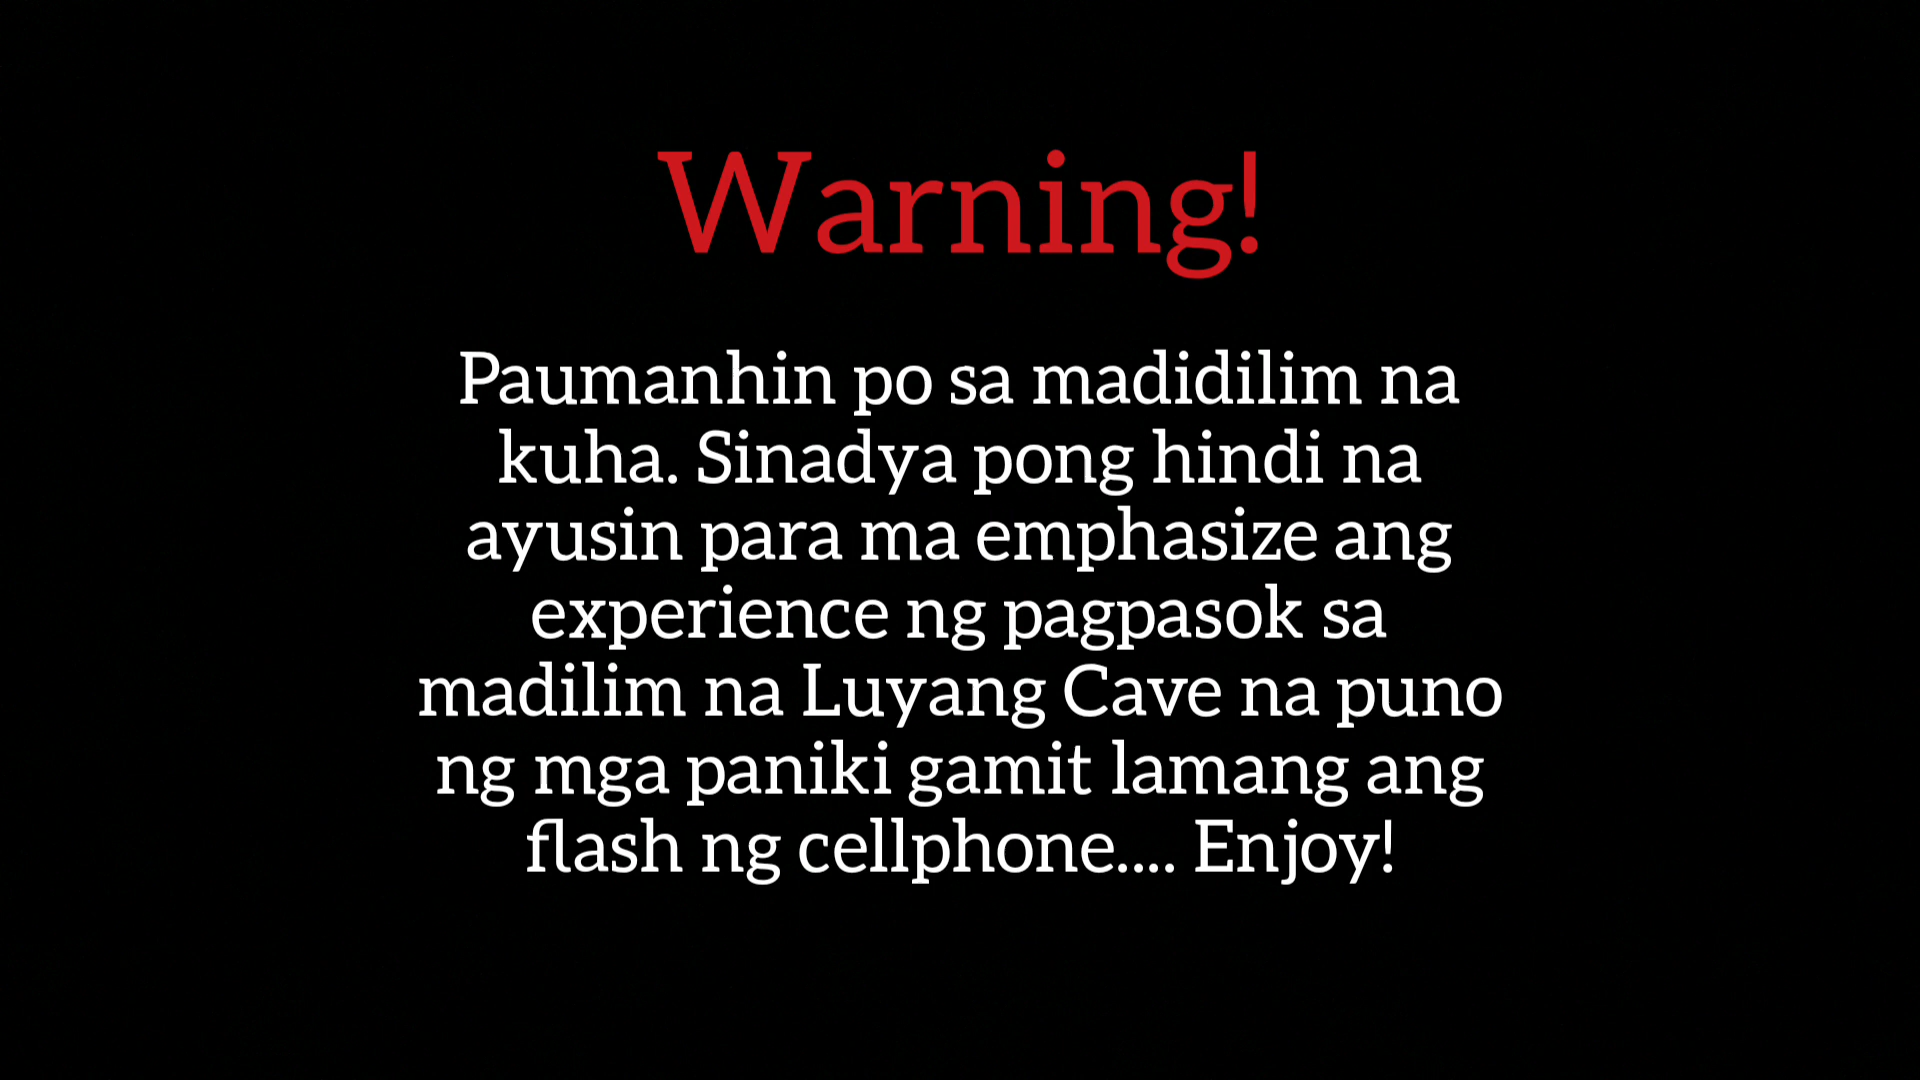 Warning!
Paumanhin po sa madidilim na
kuha. Sinadya pong hindi na
ayusin para ma emphasize ang
experience ng pagpasok sa
madilim na Luyang Cave na puno
ng mga paniki gamit lamang ang
flash ng cellphone.... Enjoy!